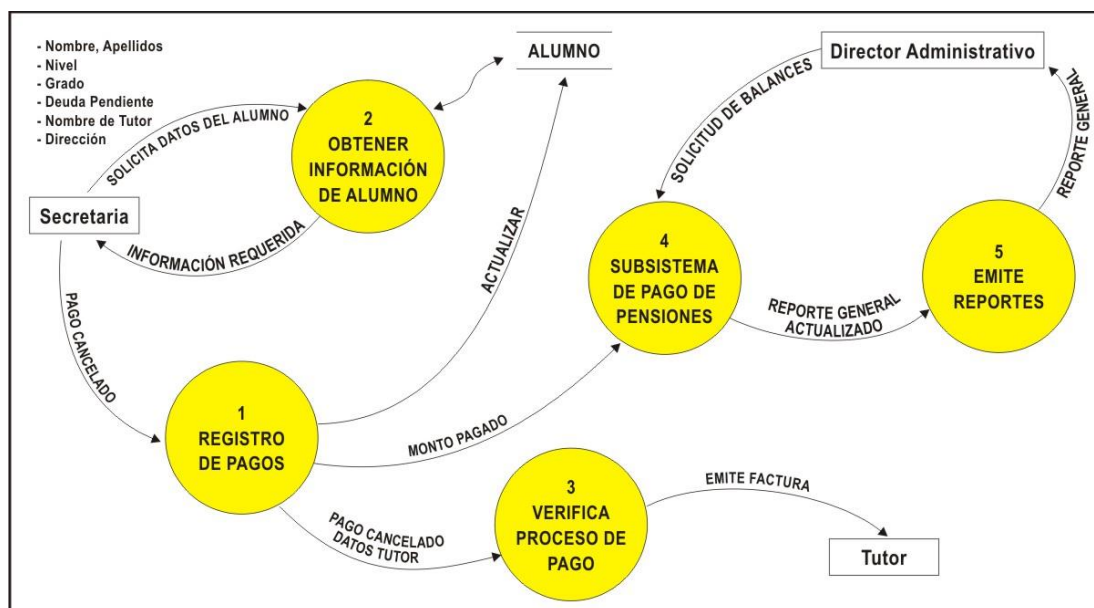 - Nombre, Apellidos
- Nivel
- Grado
- Deuda Pendiente
- Nombre de Tutor
- Dirección
ALUMNO
Director Administrativo
SOLICITA DATOS DEL ALUMNO
2
OBTENER
INFORMACIÓN
DE ALUMNO
SOLICITUD DE BALANCES
REPORTE GENERAL
Secretaria
INFORMACIÓN REQUERIDA
ACTUALIZAR
4
SUBSISTEMA
DE PAGO DE
PENSIONES
5
EMITE
REPORTES
PAGO CANCELADO
REPORTE GENERAL
ACTUALIZADO
1
REGISTRO
DE PAGOS
MONTO PAGADO
3
VERIFICA
PROCESO DE
PAGO
EMITE FACTURA
PAGO CANCELADO
DATOS TUTOR
Tutor